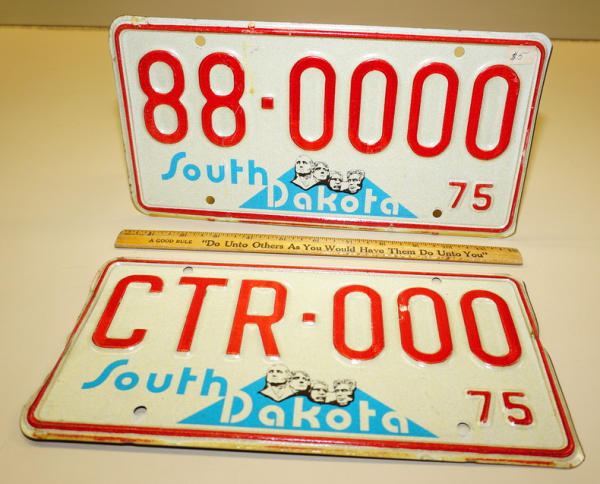 88-0000
South
Dakota
75
A GOOD RULE "Do Unto Others As You Would Have Them Do Unto You"
CTR-000
South
Dakota
75